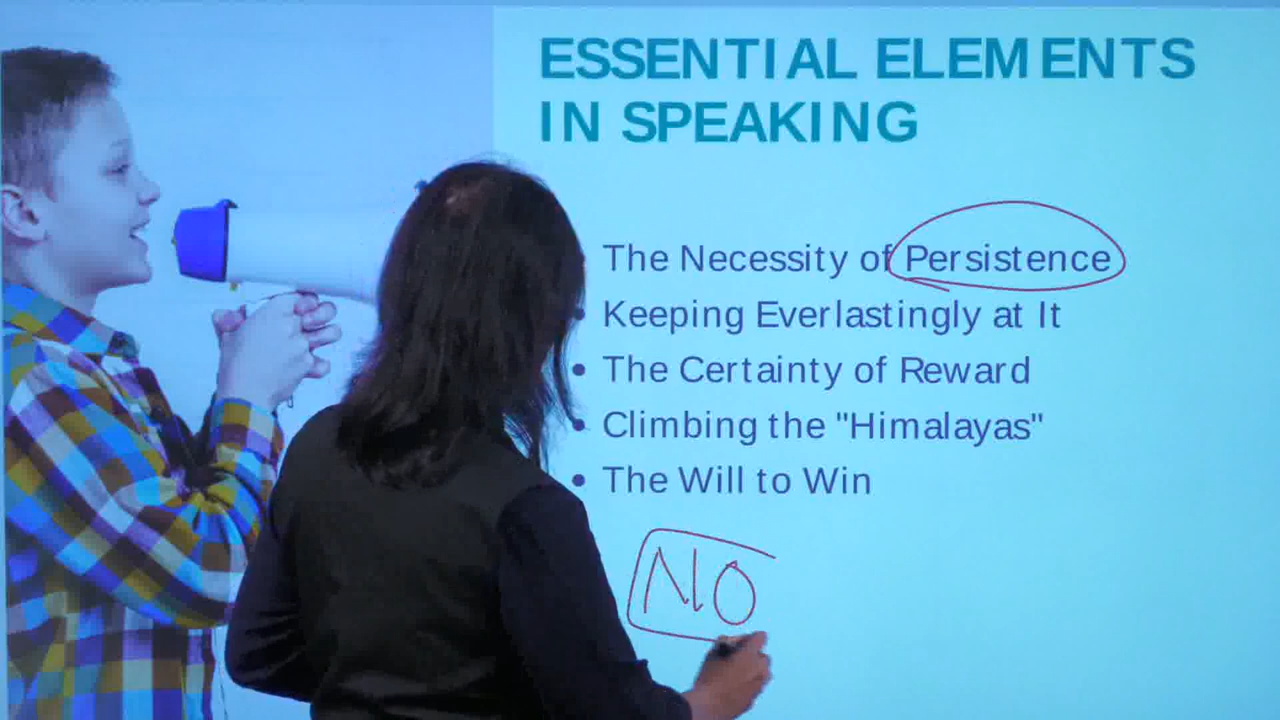 ESSENTIAL ELEMENTS
IN SPEAKING
The Necessity of Persistence
• Keeping Everlastingly at It
• The Certainty of Reward
• Climbing the "Himalayas"
• The Will to Win
NO